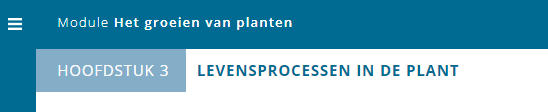 Module Het groeien van planten
HOOFDSTUK 3 LEVENSPROCESSEN IN DE PLANT